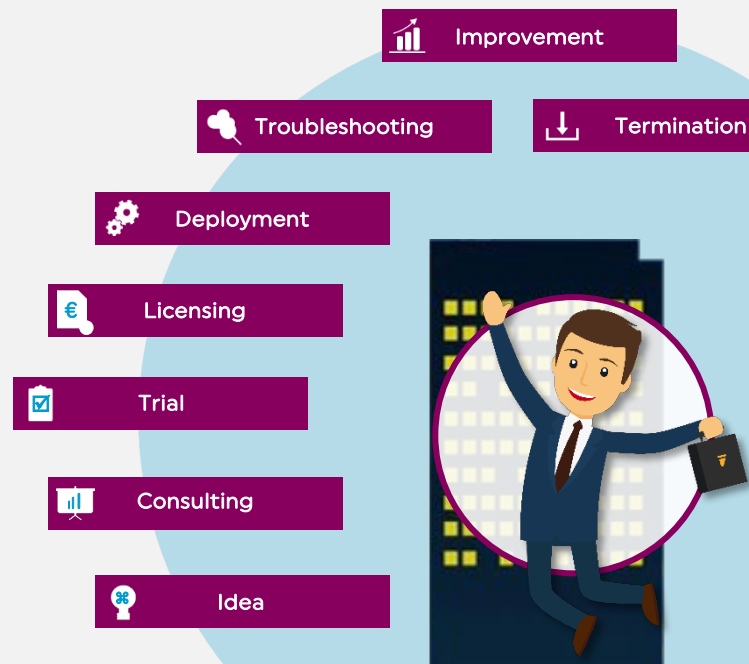 Improvement
Troubleshooting
Termination
Deployment
Licensing
€
Trial
Consulting
Idea